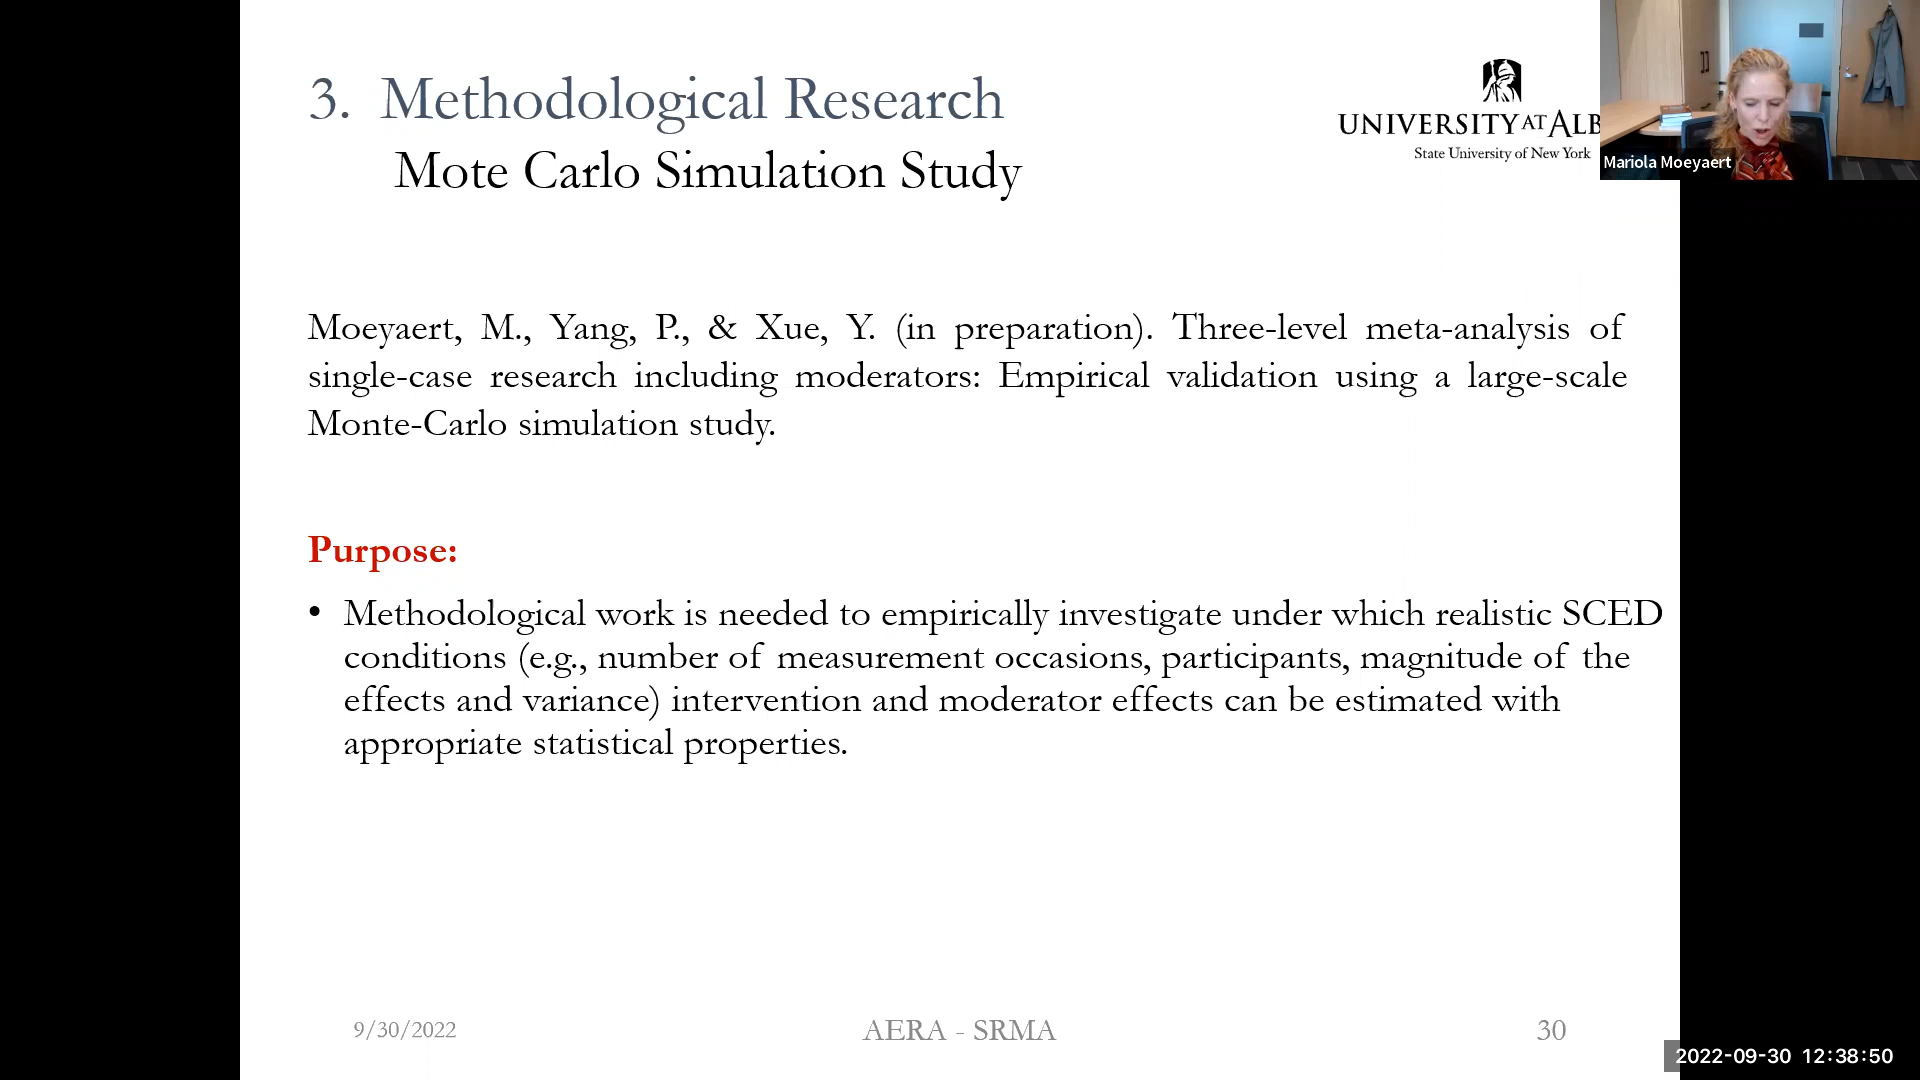 3. Methodological Research
Mote Carlo Simulation Study
UNIVERSITY AT ALB
State University of New York
Mariola Moeyaert
Moeyaert, M., Yang, P., & Xue, Y. (in preparation). Three-level meta-analysis of
single-case research including moderators: Empirical validation using a large-scale
Monte-Carlo simulation study.
Purpose:
• Methodological work is needed to empirically investigate under which realistic SCED
conditions (e.g., number of measurement occasions, participants, magnitude of the
effects and variance) intervention and moderator effects can be estimated with
appropriate statistical properties.
9/30/2022
AERA - SRMA
30
2022-09-30 12:38:50